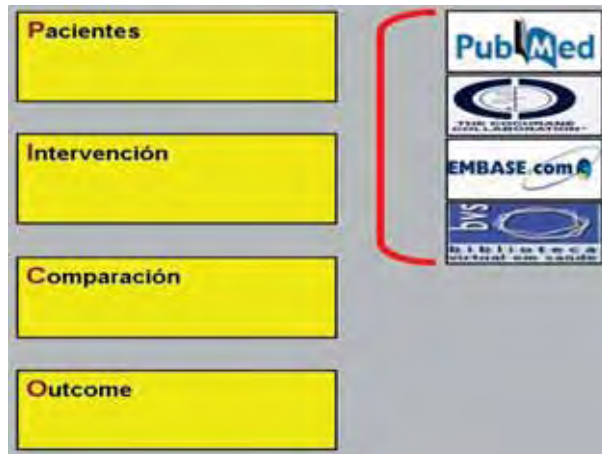 Pacientes
Intervención
Comparación
Outcome
PubMed
THE COCHRANE
COLLABORATION
EMBASE.com
bvs
biblioteca
virtual em saúde